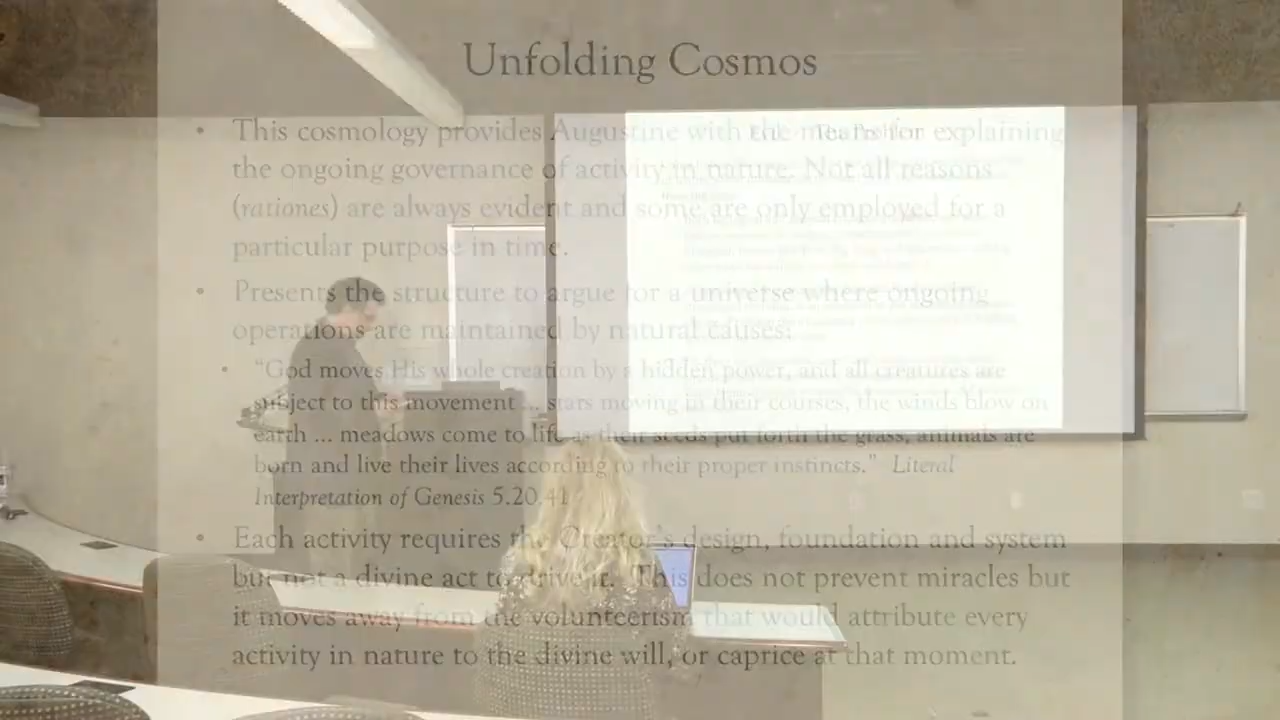 Unfolding Cosmos
• This cosmology provides Augustine with the means for explaining
the ongoing governance of activity in nature. Not all reasons
(rationes) are always evident and some are only employed for a
particular purpose in time.
• Presents the structure to argue for a universe where ongoing
operations are maintained by natural causes:
• "God moves His whole creation by a hidden power, and all creatures are
subject to this movement ... stars moving in their courses, the winds blow on
earth ... meadows come to life as their seeds put forth the grass, animals are
born and live their lives according to their proper instincts." Literal
Interpretation of Genesis 5.20.41
• Each activity requires the Creator's design, foundation and system
but not a divine act to drive it. This does not prevent miracles but
it moves away from the volunteerism that would attribute every
activity in nature to the divine will, or caprice at that moment.